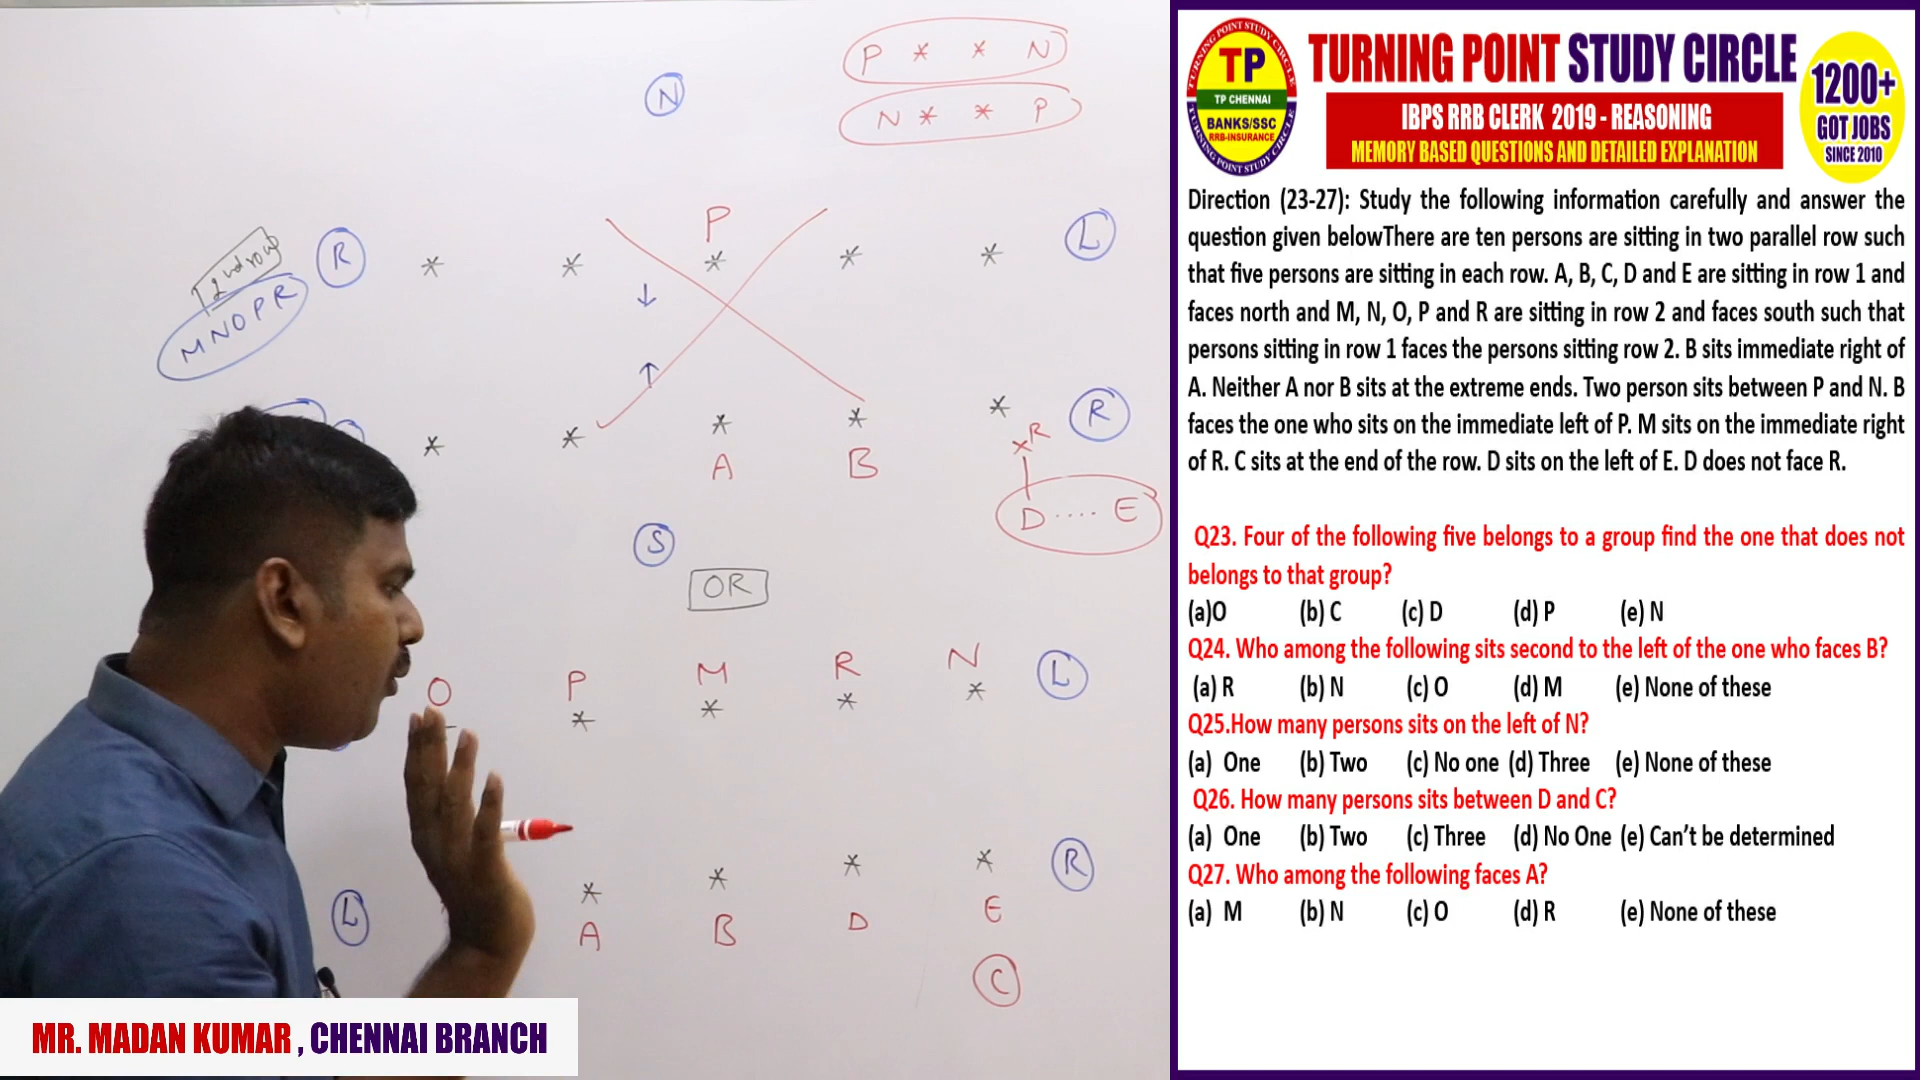 P * * N
N * * P
N
P
R * * * * * L
2nd row
MNOPR
* * * * * R
A B
xR
D .... E
S
OR
O P M R N L
* * * *
* * * *
L A B D E R
C
MR. MADAN KUMAR , CHENNAI BRANCH
TURNING POINT STUDY CIRCLE
TP
TP CHENNAI
BANKS/SSC
RRB-INSURANCE
TURNING POINT STUDY CIRCLE
1200+
GOT JOBS
SINCE 2010
IBPS RRB CLERK 2019 - REASONING
MEMORY BASED QUESTIONS AND DETAILED EXPLANATION
Direction (23-27): Study the following information carefully and answer the
question given belowThere are ten persons are sitting in two parallel row such
that five persons are sitting in each row. A, B, C, D and E are sitting in row 1 and
faces north and M, N, O, P and R are sitting in row 2 and faces south such that
persons sitting in row 1 faces the persons sitting row 2. B sits immediate right of
A. Neither A nor B sits at the extreme ends. Two person sits between P and N. B
faces the one who sits on the immediate left of P. M sits on the immediate right
of R. C sits at the end of the row. D sits on the left of E. D does not face R.
Q23. Four of the following five belongs to a group find the one that does not
belongs to that group?
(a)O (b) C (c) D (d) P (e) N
Q24. Who among the following sits second to the left of the one who faces B?
(a) R (b) N (c) O (d) M (e) None of these
Q25.How many persons sits on the left of N?
(a) One (b) Two (c) No one (d) Three (e) None of these
Q26. How many persons sits between D and C?
(a) One (b) Two (c) Three (d) No One (e) Can't be determined
Q27. Who among the following faces A?
(a) M (b) N (c) O (d) R (e) None of these